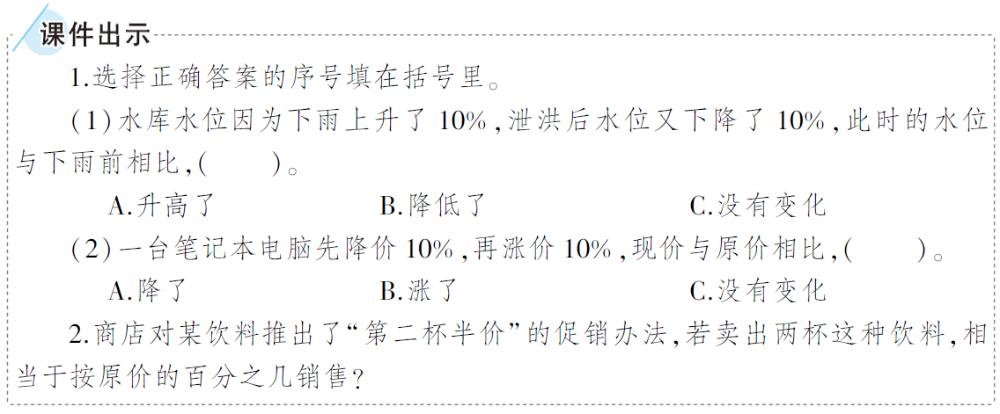 课件出示
1.选择正确答案的序号填在括号里。
(1)水库水位因为下雨上升了10%,泄洪后水位又下降了10%,此时的水位
与下雨前相比,(　　)。
A.升高了　　B.降低了　　C.没有变化
(2)一台笔记本电脑先降价10%,再涨价10%,现价与原价相比,(　　)。
A.降了　　B.涨了　　C.没有变化
2.商店对某饮料推出了“第二杯半价”的促销办法,若卖出两杯这种饮料,相
当于按原价的百分之几销售?